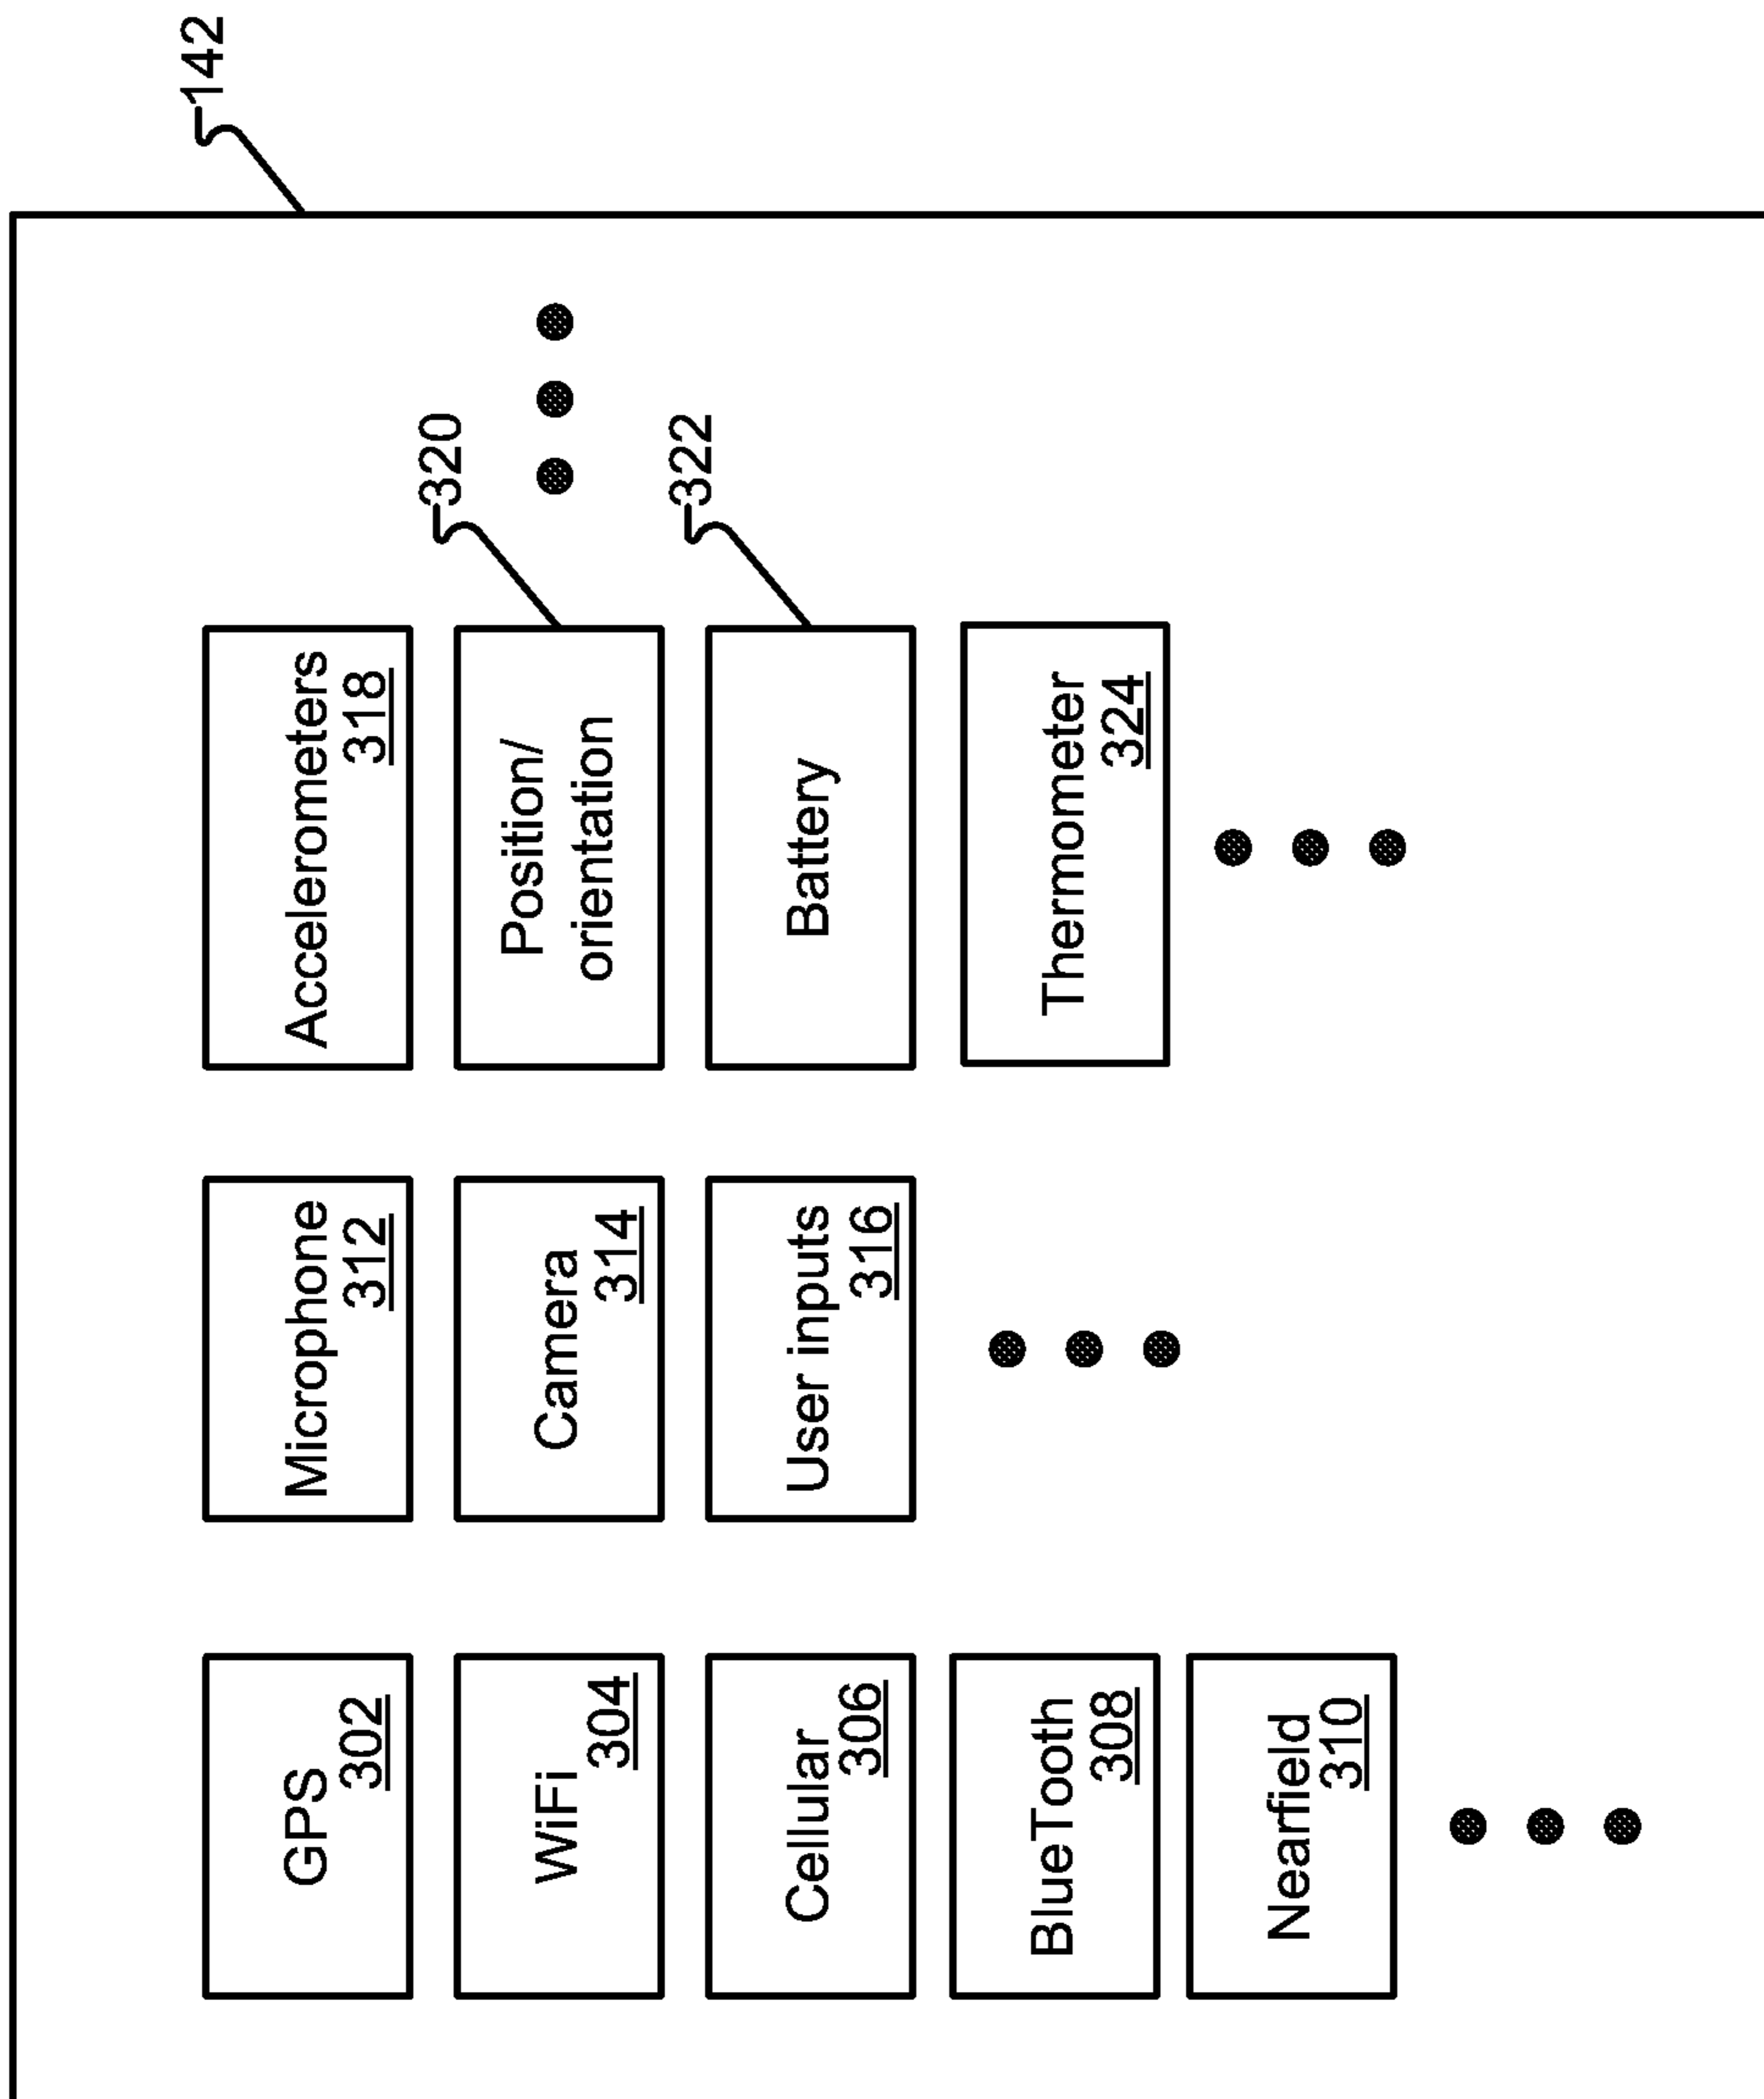 142
GPS
302
WiFi
304
Cellular
306
BlueTooth
308
Nearfield
310
Microphone
312
Camera
314
User inputs
316
Accelerometers
318
Position/
orientation
320
Battery
322
Thermometer
324